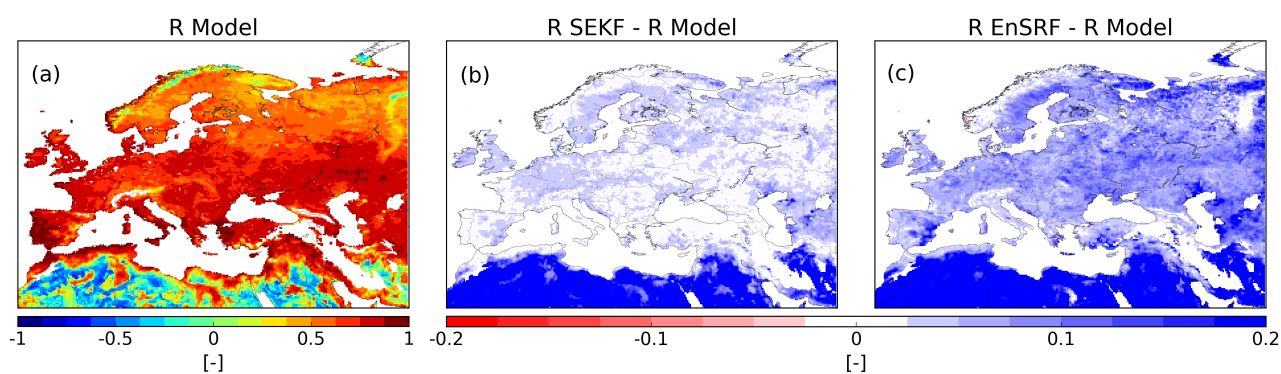 R Model
R SEKF - R Model
R EnSRF - R Model
(a)
(b)
(c)
-1 -0.5 0 0.5 1
[-]
-0.2 -0.1 0 0.1 0.2
[-]